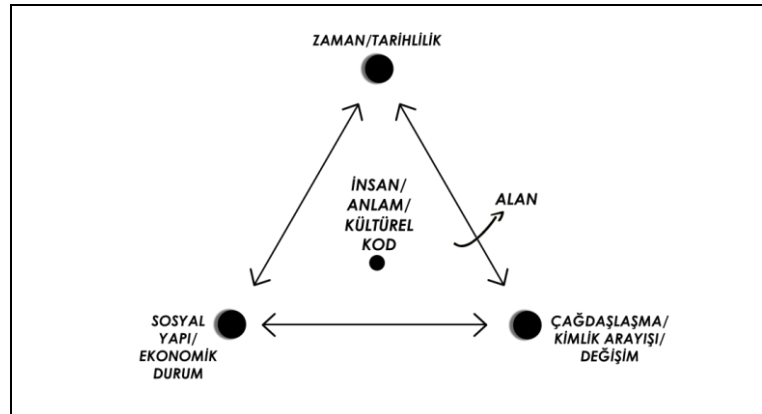 ZAMAN/TARİHLİLİK
İNSAN/
ANLAM/
KÜLTÜREL
KOD
ALAN
SOSYAL
YAPI/
EKONOMİK
DURUM
ÇAĞDAŞLAŞMA/
KİMLİK ARAYIŞI/
DEĞİŞİM